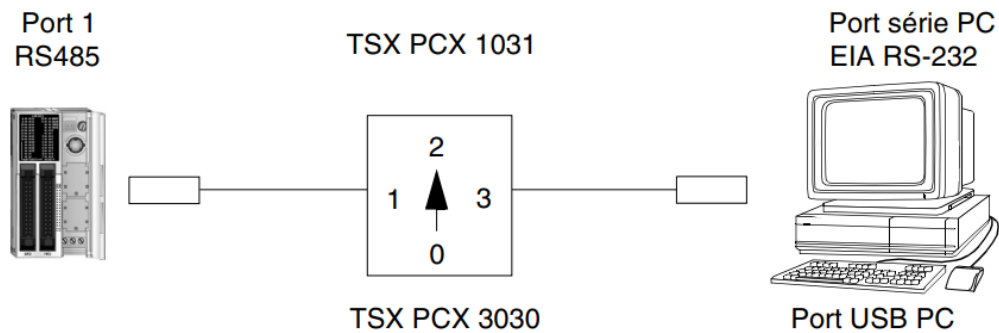 Port 1
RS485
TSX PCX 1031
Port série PC
EIA RS-232
2
1
3
0
TSX PCX 3030
Port USB PC